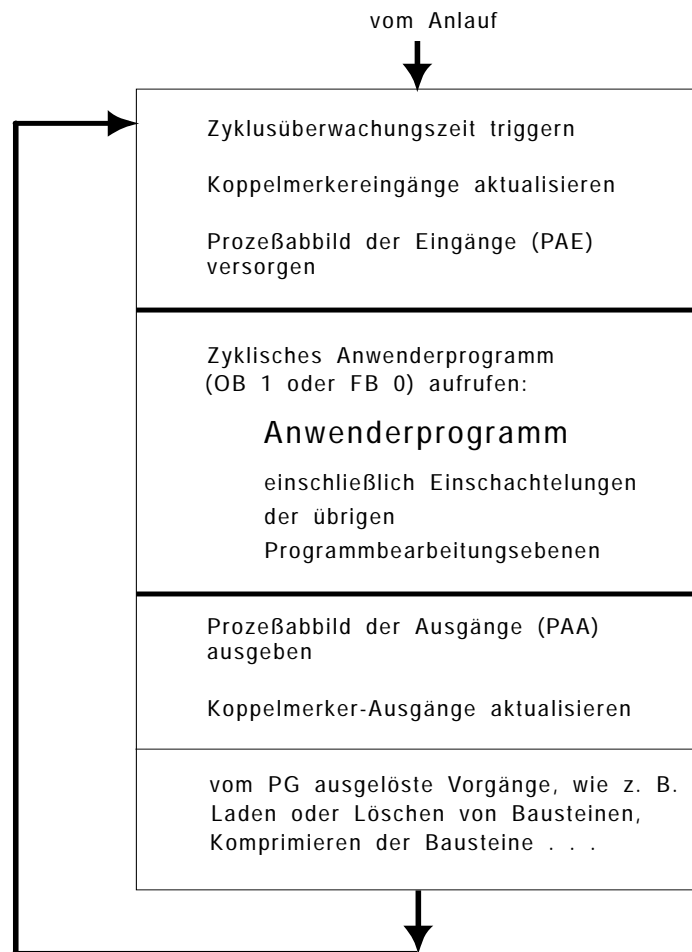 vom Anlauf
Zyklusüberwachungszeit triggern
Koppelmerkereingänge aktualisieren
Prozeßabbild der Eingänge (PAE)
versorgen
Zyklisches Anwenderprogramm
(OB 1 oder FB 0) aufrufen:
Anwenderprogramm
einschließlich Einschachtelungen
der übrigen
Programmbearbeitungsebenen
Prozeßabbild der Ausgänge (PAA)
ausgeben
Koppelmerker-Ausgänge aktualisieren
vom PG ausgelöste Vorgänge, wie z. B.
Laden oder Löschen von Bausteinen,
Komprimieren der Bausteine . . .